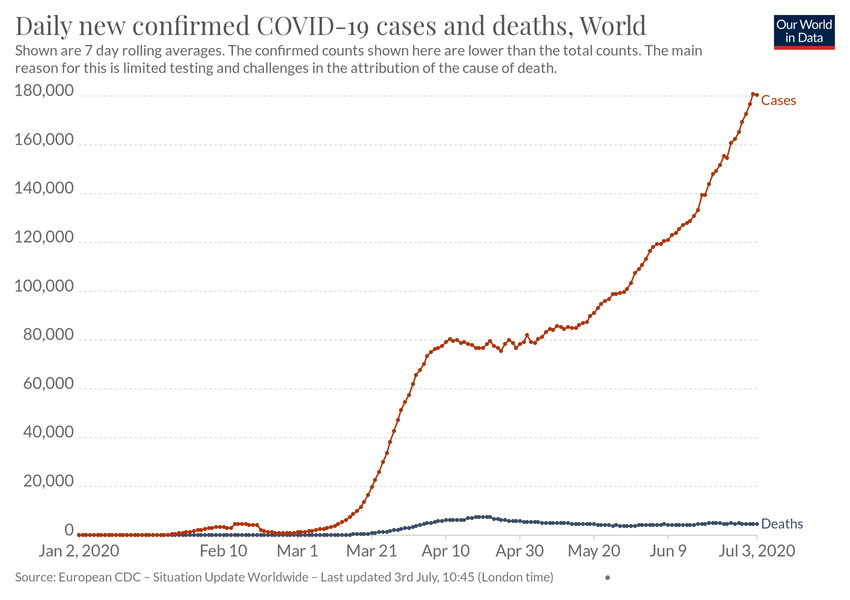 Daily new confirmed COVID-19 cases and deaths, World
Our World
in Data
Shown are 7 day rolling averages. The confirmed counts shown here are lower than the total counts. The main
reason for this is limited testing and challenges in the attribution of the cause of death.
180,000
Cases
160,000
140,000
120,000
100,000
80,000
60,000
40,000
20,000
0
Deaths
Jan 2, 2020
Feb 10
Mar 1
Mar 21
Apr 10
Apr 30
May 20
Jun 9
Jul 3, 2020
Source: European CDC – Situation Update Worldwide – Last updated 3rd July, 10:45 (London time)